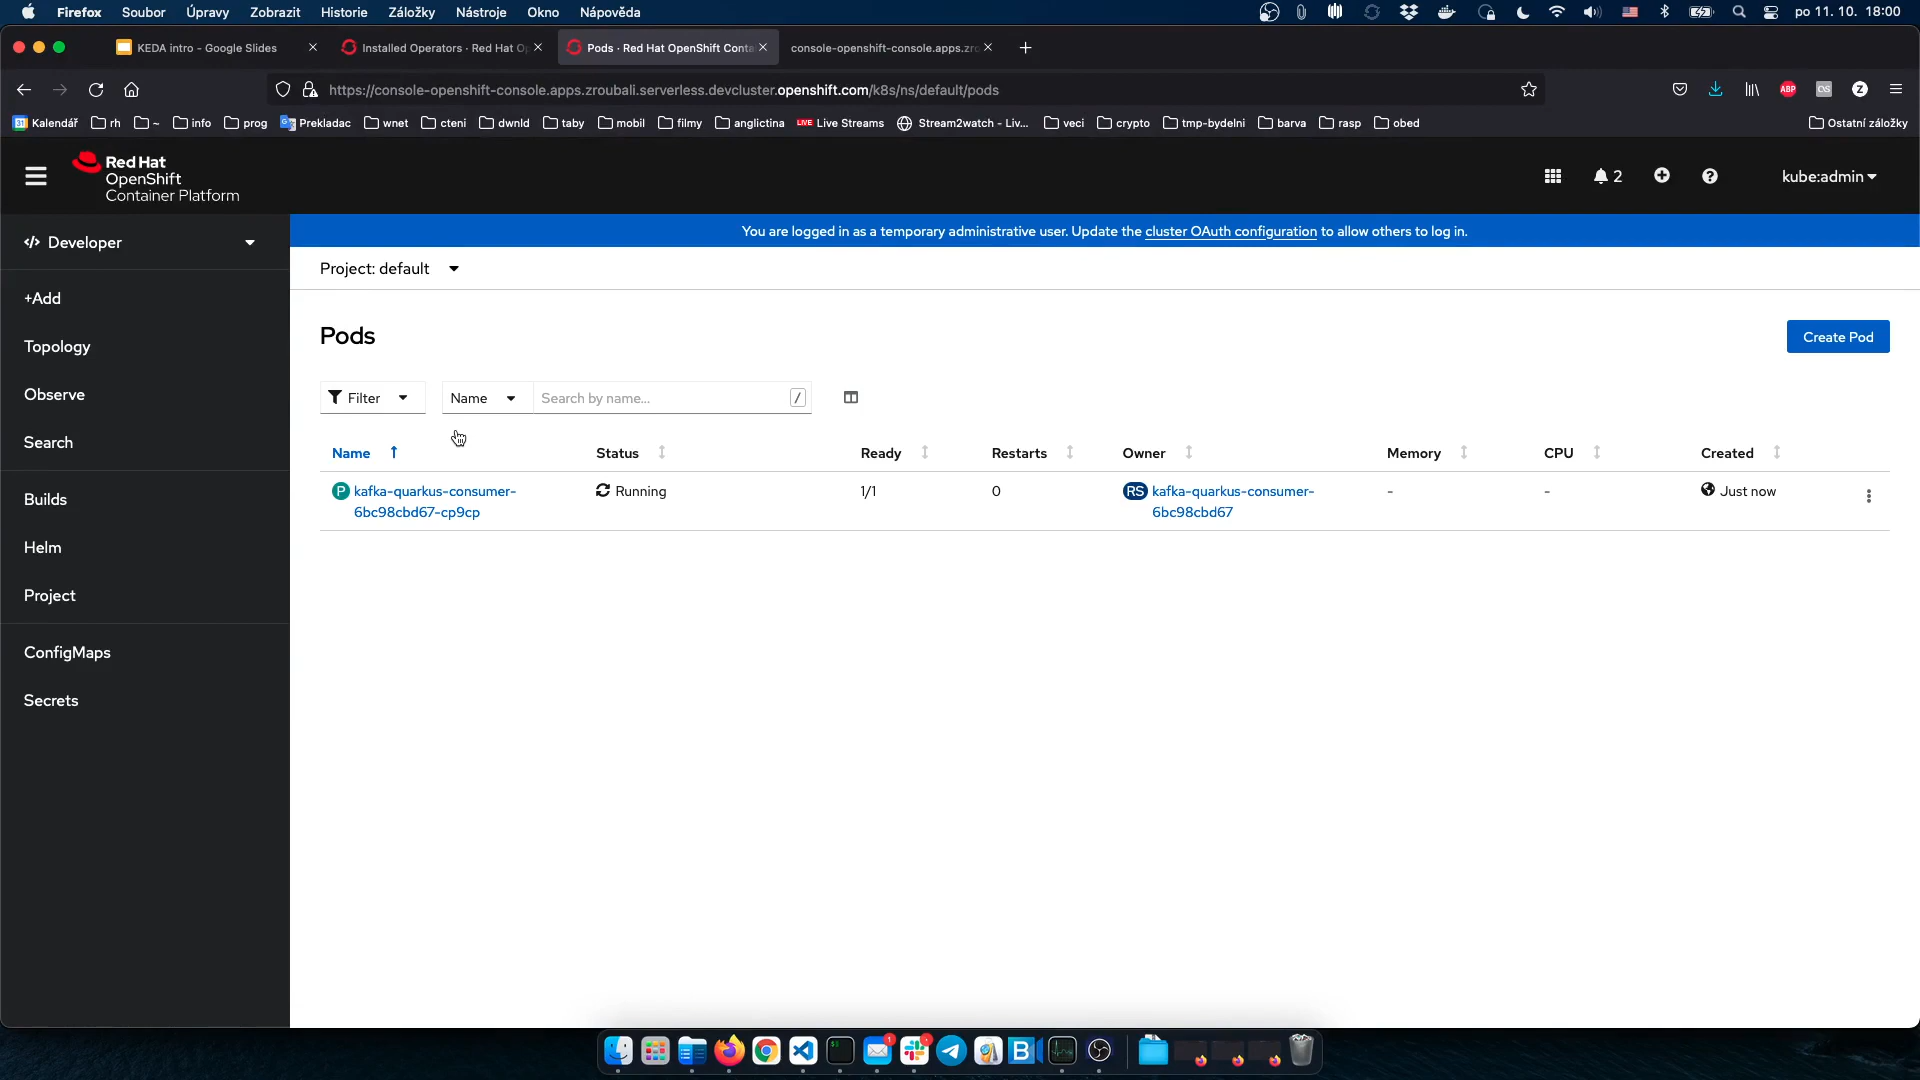 Firefox Soubor Úpravy Zobrazit Historie Záložky Nástroje Okno Nápověda po 11. 10. 18:00
KEDA intro - Google Slides Installed Operators · Red Hat Op Pods · Red Hat OpenShift Conta console-openshift-console.apps.zro
https://console-openshift-console.apps.zroubali.serverless.devcluster.openshift.com/k8s/ns/default/pods ABP DS Z
31 Kalendář rh ~ info prog Prekladac wnet cteni dwnld taby mobil filmy anglictina LIVE Live Streams Stream2watch - Liv... veci crypto tmp-bydelni barva rasp obed Ostatní záložky
Red Hat
OpenShift
Container Platform
2
kube:admin
Developer
You are logged in as a temporary administrative user. Update the cluster OAuth configuration to allow others to log in.
Project: default
+Add
Topology
Observe
Search
Builds
Helm
Project
ConfigMaps
Secrets
Pods
Create Pod
Filter Name Search by name... /
Name Status Ready Restarts Owner Memory CPU Created
P kafka-quarkus-consumer-6bc98cbd67-cp9cp Running 1/1 0 RS kafka-quarkus-consumer-6bc98cbd67 - - Just now